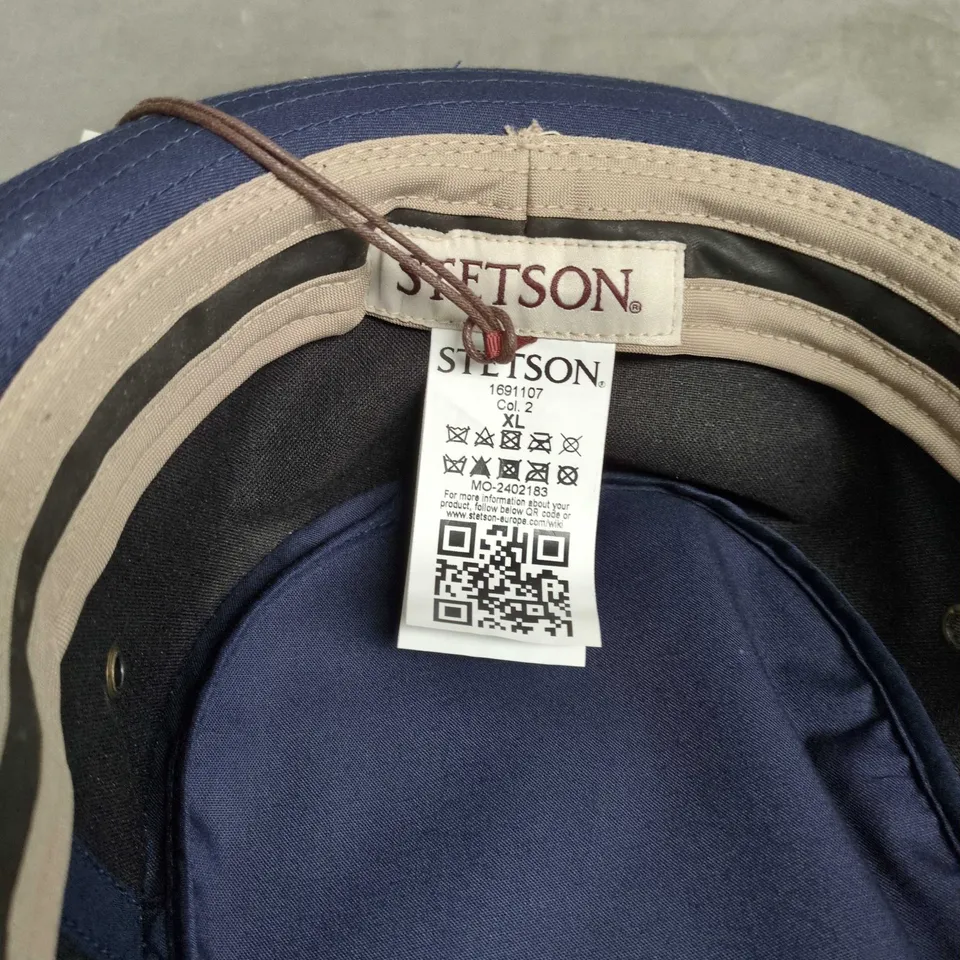 STETSON®
STETSON®
1691107
Col. 2
XL
MO-2402183
For more information about your
product, follow below QR code or
www.stetson-europe.com/wiki